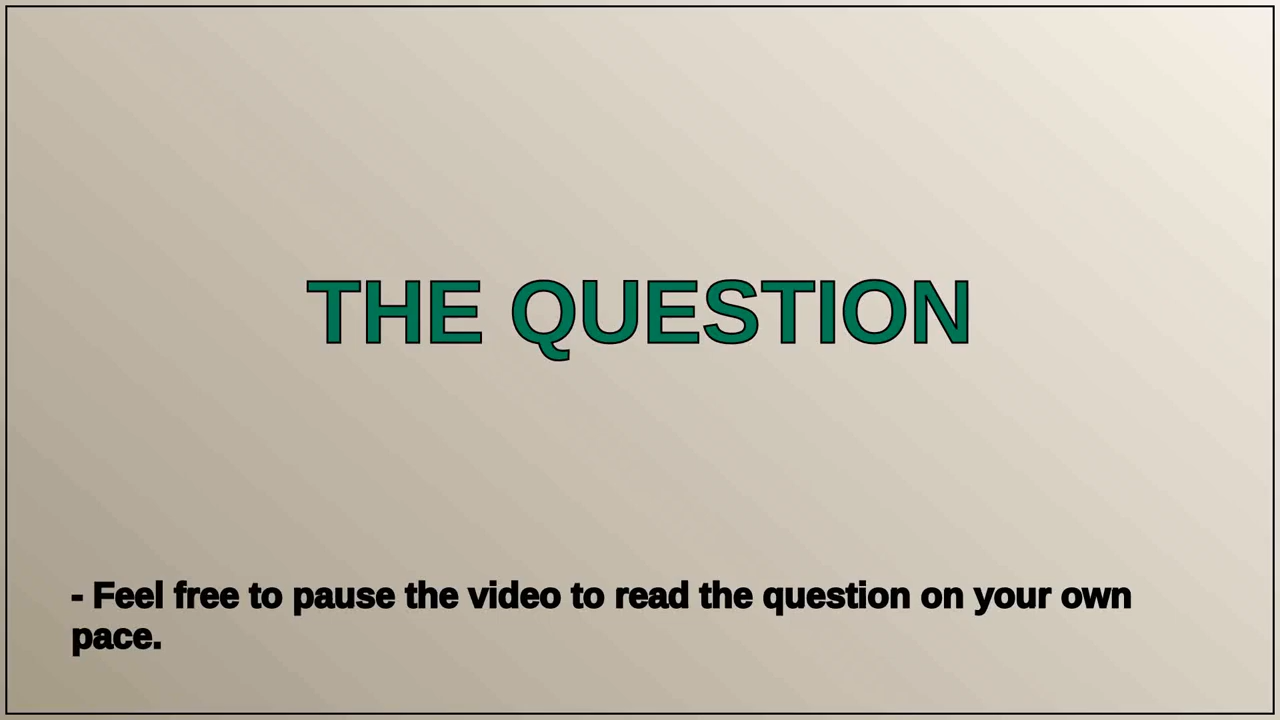 THE QUESTION
- Feel free to pause the video to read the question on your own
pace.